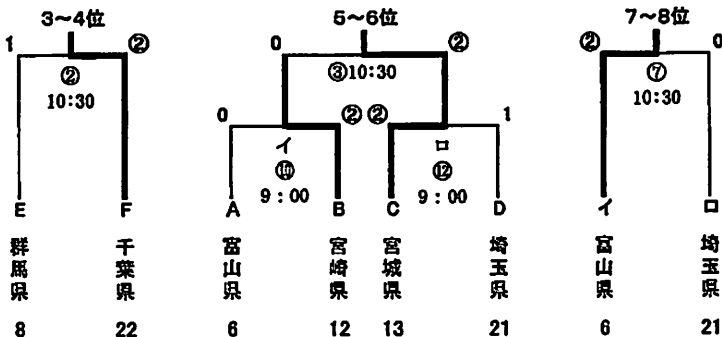 3～4位 5～6位 7～8位
1 ② 0 ② ② 0
② ③10:30 ⑦
10:30 10:30
0 ② ② 1
イ ロ
⑩ ⑫
9：00 9：00
E F A B C D イ ロ
群馬県 千葉県 富山県 宮崎県 宮城県 埼玉県 富山県 埼玉県
8 22 6 12 13 21 6 21